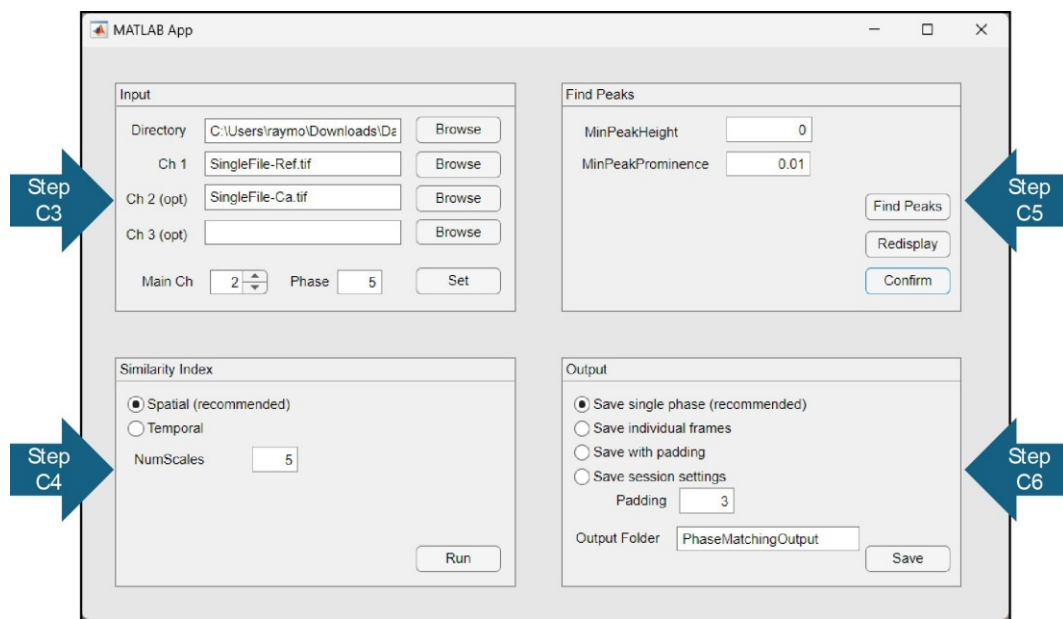 MATLAB App
Step C3
Input
Directory C:\Users\raymo\Downloads\Da Browse
Ch 1 SingleFile-Ref.tif Browse
Ch 2 (opt) SingleFile-Ca.tif Browse
Ch 3 (opt) Browse
Main Ch 2 Phase 5 Set
Find Peaks
MinPeakHeight 0
MinPeakProminence 0.01
Find Peaks
Redisplay
Confirm
Step C5
Step C4
Similarity Index
Spatial (recommended)
Temporal
NumScales 5
Run
Output
Save single phase (recommended)
Save individual frames
Save with padding
Save session settings
Padding 3
Output Folder PhaseMatchingOutput
Save
Step C6